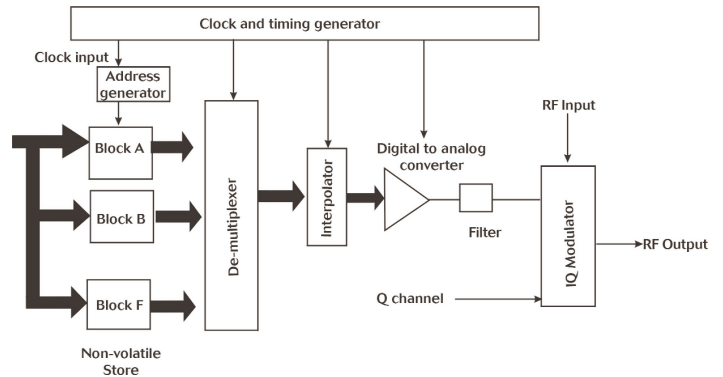 Clock and timing generator
Clock input
Address
generator
RF Input
Block A
Digital to analog
converter
De-multiplexer
Interpolator
Block B
IQ Modulator
Filter
RF Output
Block F
Q channel
Non-volatile
Store